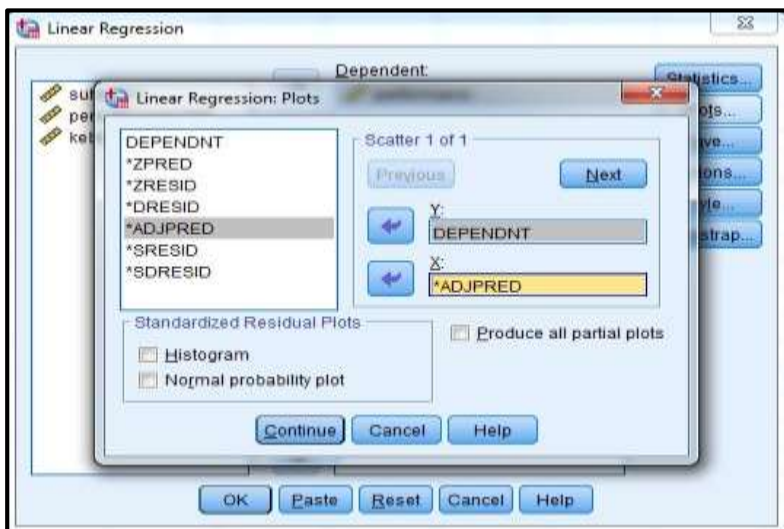 Linear Regression
Dependent:
Statistics...
Linear Regression: Plots
DEPENDNT
*ZPRED
*ZRESID
*DRESID
*ADJPRED
*SRESID
*SDRESID
Scatter 1 of 1
Previous
Next
Y:
DEPENDNT
X:
*ADJPRED
Standardized Residual Plots
Histogram
Normal probability plot
Produce all partial plots
Continue
Cancel
Help
OK
Paste
Reset
Cancel
Help